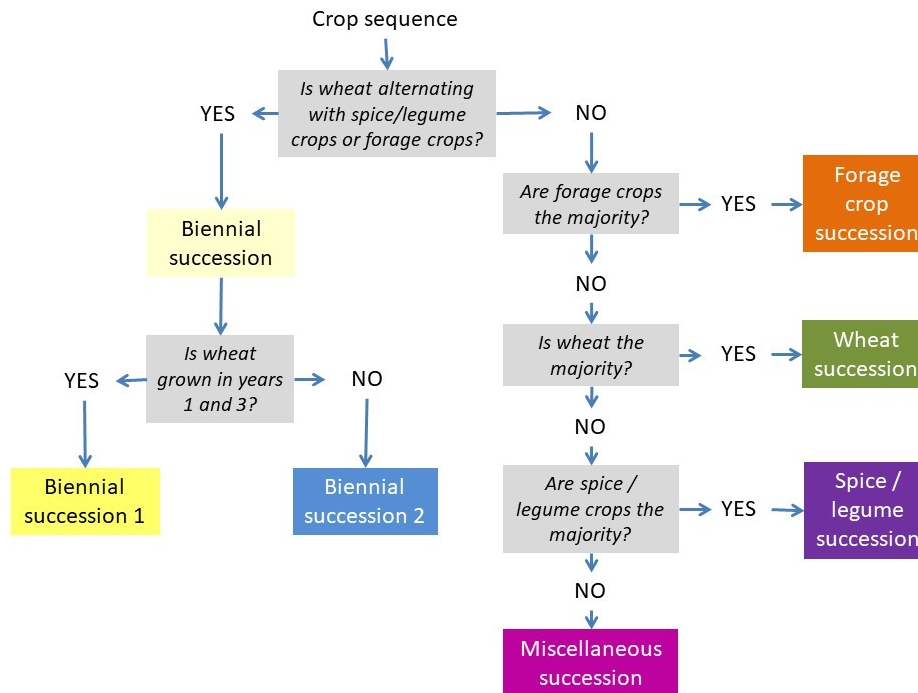 Crop sequence
Is wheat alternating
with spice/legume
crops or forage crops?
YES
NO
Biennial
succession
Is wheat
grown in years
1 and 3?
YES
NO
Biennial
succession 1
Biennial
succession 2
Are forage crops
the majority?
YES
Forage
crop
succession
NO
Is wheat the
majority?
YES
Wheat
succession
NO
Are spice /
legume crops the
majority?
YES
Spice /
legume
succession
NO
Miscellaneous
succession